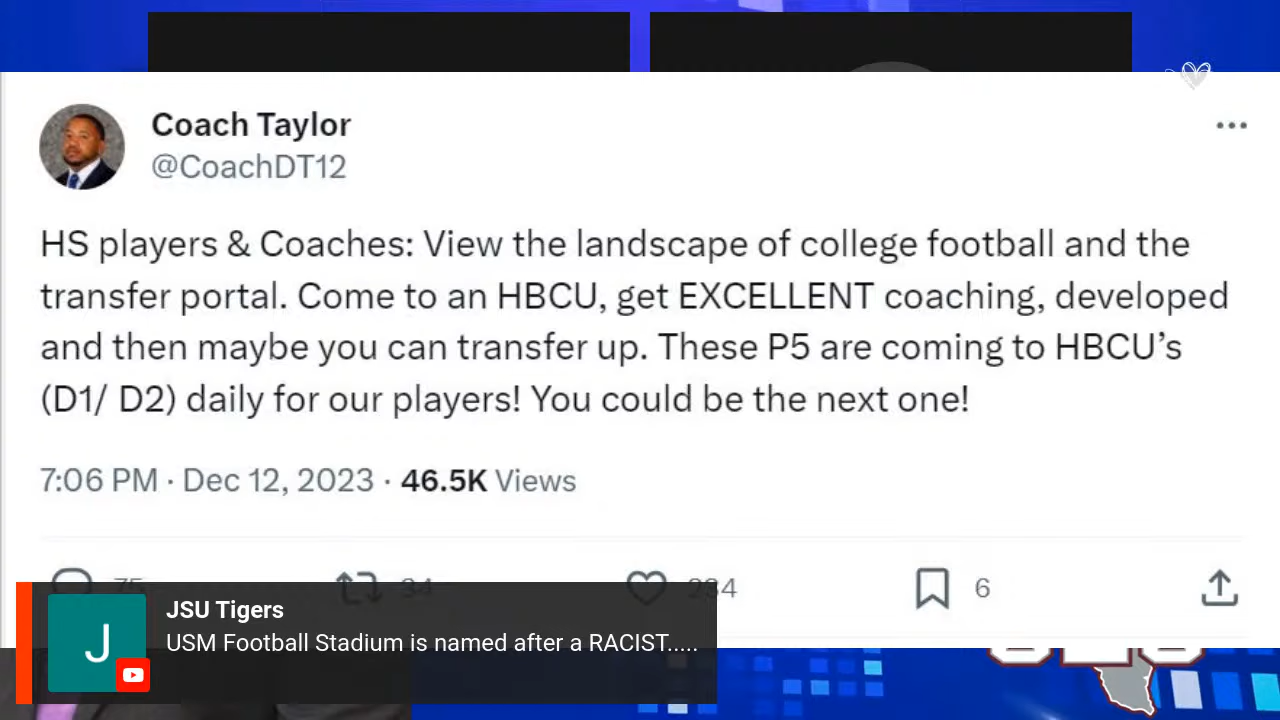 Coach Taylor
@CoachDT12
HS players & Coaches: View the landscape of college football and the
transfer portal. Come to an HBCU, get EXCELLENT coaching, developed
and then maybe you can transfer up. These P5 are coming to HBCU’s
(D1/ D2) daily for our players! You could be the next one!
7:06 PM · Dec 12, 2023 · 46.5K Views
75 34 234 6
J
JSU Tigers
USM Football Stadium is named after a RACIST.....